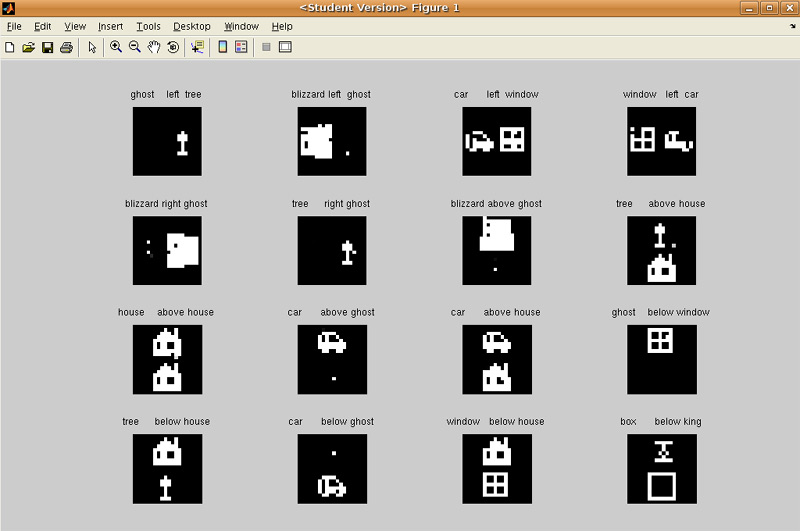 <Student Version> Figure 1
File Edit View Insert Tools Desktop Window Help
ghost left tree blizzard left ghost car left window window left car
blizzard right ghost tree right ghost blizzard above ghost tree above house
house above house car above ghost car above house ghost below window
tree below house car below ghost window below house box below king